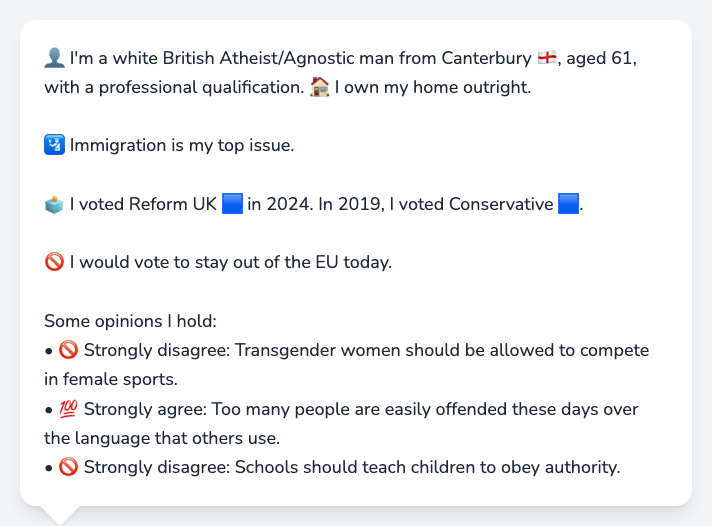 👤 I'm a white British Atheist/Agnostic man from Canterbury 🏴󠁧󠁢󠁥󠁮󠁧󠁿, aged 61,
with a professional qualification. 🏠 I own my home outright.
🛂 Immigration is my top issue.
🗳️ I voted Reform UK 🟦 in 2024. In 2019, I voted Conservative 🟦.
🚫 I would vote to stay out of the EU today.
Some opinions I hold:
• 🚫 Strongly disagree: Transgender women should be allowed to compete
in female sports.
• 💯 Strongly agree: Too many people are easily offended these days over
the language that others use.
• 🚫 Strongly disagree: Schools should teach children to obey authority.